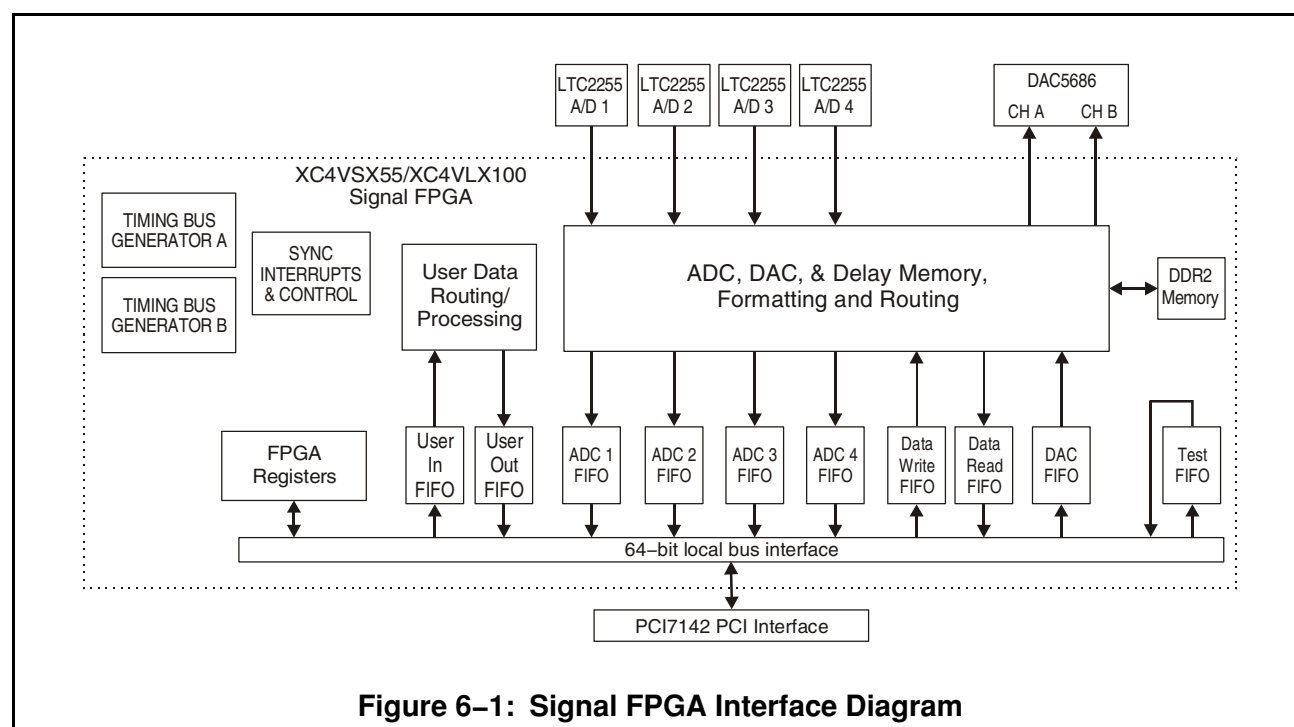 LTC2255
A/D 1
LTC2255
A/D 2
LTC2255
A/D 3
LTC2255
A/D 4
DAC5686
CH A CH B
XC4VSX55/XC4VLX100
Signal FPGA
TIMING BUS
GENERATOR A
TIMING BUS
GENERATOR B
SYNC
INTERRUPTS
& CONTROL
User Data
Routing/
Processing
ADC, DAC, & Delay Memory,
Formatting and Routing
DDR2
Memory
FPGA
Registers
User
In
FIFO
User
Out
FIFO
ADC 1
FIFO
ADC 2
FIFO
ADC 3
FIFO
ADC 4
FIFO
Data
Write
FIFO
Data
Read
FIFO
DAC
FIFO
Test
FIFO
64–bit local bus interface
PCI7142 PCI Interface
Figure 6–1: Signal FPGA Interface Diagram